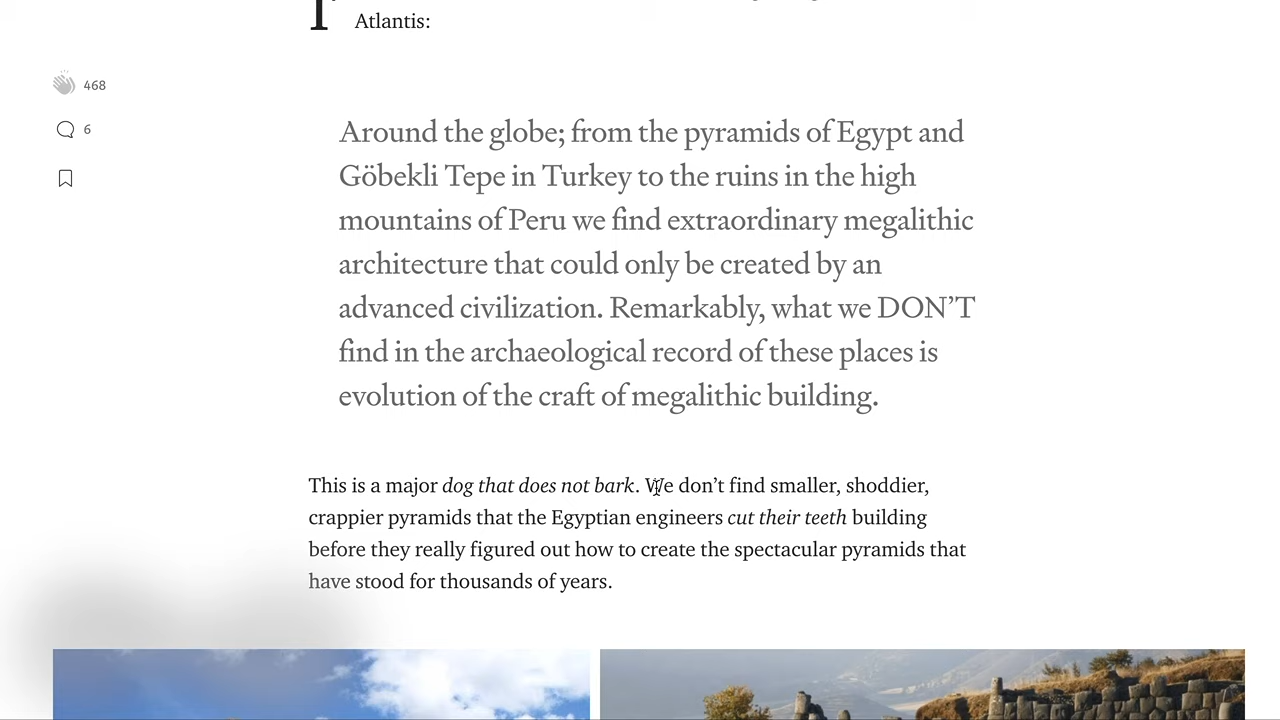 Atlantis:
468
6
Around the globe; from the pyramids of Egypt and
Göbekli Tepe in Turkey to the ruins in the high
mountains of Peru we find extraordinary megalithic
architecture that could only be created by an
advanced civilization. Remarkably, what we DON’T
find in the archaeological record of these places is
evolution of the craft of megalithic building.
This is a major dog that does not bark. We don’t find smaller, shoddier,
crappier pyramids that the Egyptian engineers cut their teeth building
before they really figured out how to create the spectacular pyramids that
have stood for thousands of years.